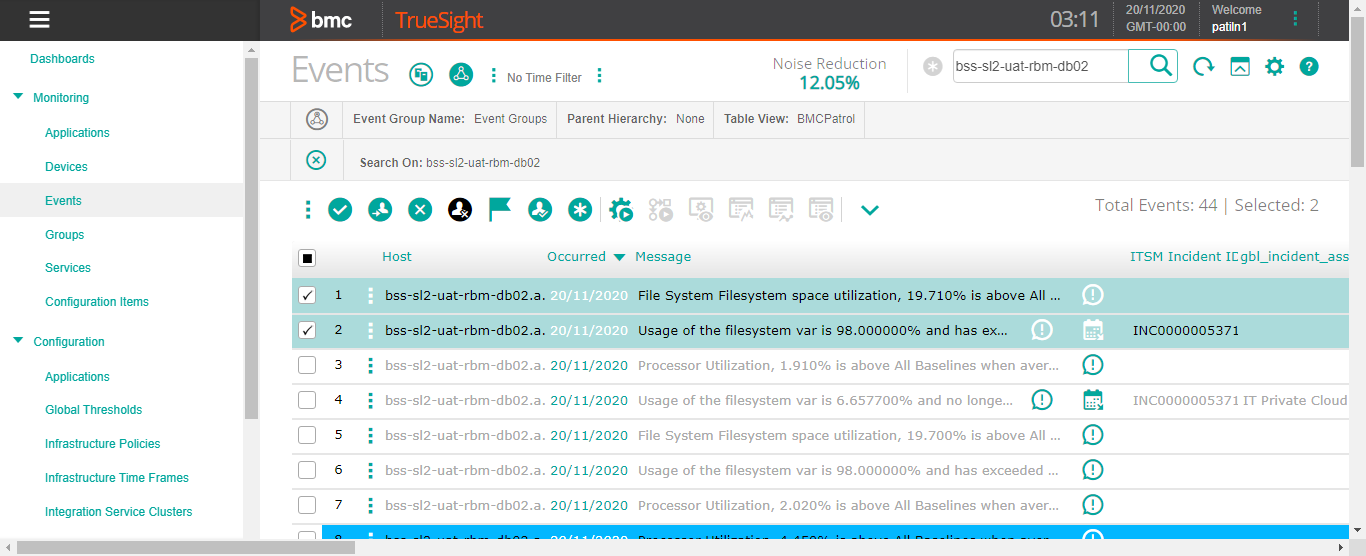 bmc TrueSight 03:11 20/11/2020 GMT-00:00 Welcome patiln1
Dashboards
Monitoring
Applications
Devices
Events
Groups
Services
Configuration Items
Configuration
Applications
Global Thresholds
Infrastructure Policies
Infrastructure Time Frames
Integration Service Clusters
Events No Time Filter Noise Reduction 12.05% bss-sl2-uat-rbm-db02
Event Group Name: Event Groups Parent Hierarchy: None Table View: BMCPatrol
Search On: bss-sl2-uat-rbm-db02
Total Events: 44 | Selected: 2
Host Occurred Message ITSM Incident ID gbl_incident_ass
1 bss-sl2-uat-rbm-db02.a. 20/11/2020 File System Filesystem space utilization, 19.710% is above All ...
2 bss-sl2-uat-rbm-db02.a. 20/11/2020 Usage of the filesystem var is 98.000000% and has ex... INC0000005371
3 bss-sl2-uat-rbm-db02.a. 20/11/2020 Processor Utilization, 1.910% is above All Baselines when aver...
4 bss-sl2-uat-rbm-db02.a. 20/11/2020 Usage of the filesystem var is 6.657700% and no longe... INC0000005371 IT Private Cloud
5 bss-sl2-uat-rbm-db02.a. 20/11/2020 File System Filesystem space utilization, 19.700% is above All ...
6 bss-sl2-uat-rbm-db02.a. 20/11/2020 Usage of the filesystem var is 98.000000% and has exceeded ...
7 bss-sl2-uat-rbm-db02.a. 20/11/2020 Processor Utilization, 2.020% is above All Baselines when aver...